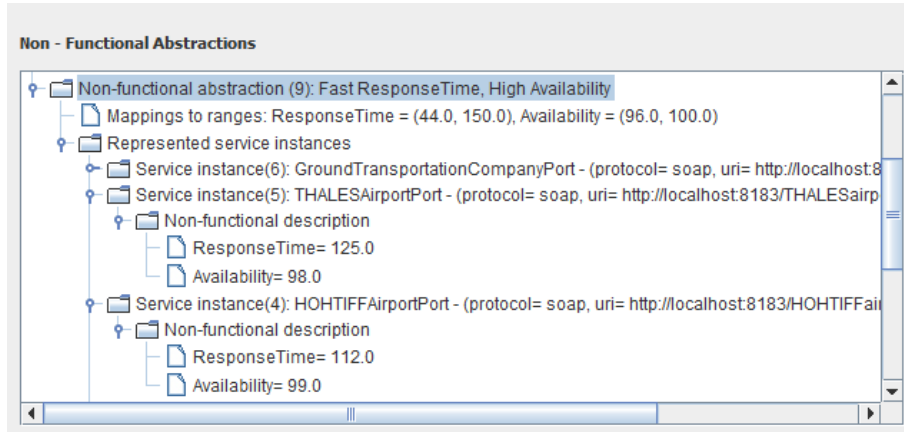 Non - Functional Abstractions
Non-functional abstraction (9): Fast ResponseTime, High Availability
Mappings to ranges: ResponseTime = (44.0, 150.0), Availability = (96.0, 100.0)
Represented service instances
Service instance(6): GroundTransportationCompanyPort - (protocol= soap, uri= http://localhost:8
Service instance(5): THALESAirportPort - (protocol= soap, uri= http://localhost:8183/THALESairp
Non-functional description
ResponseTime= 125.0
Availability= 98.0
Service instance(4): HOHTIFFAirportPort - (protocol= soap, uri= http://localhost:8183/HOHTIFFair
Non-functional description
ResponseTime= 112.0
Availability= 99.0